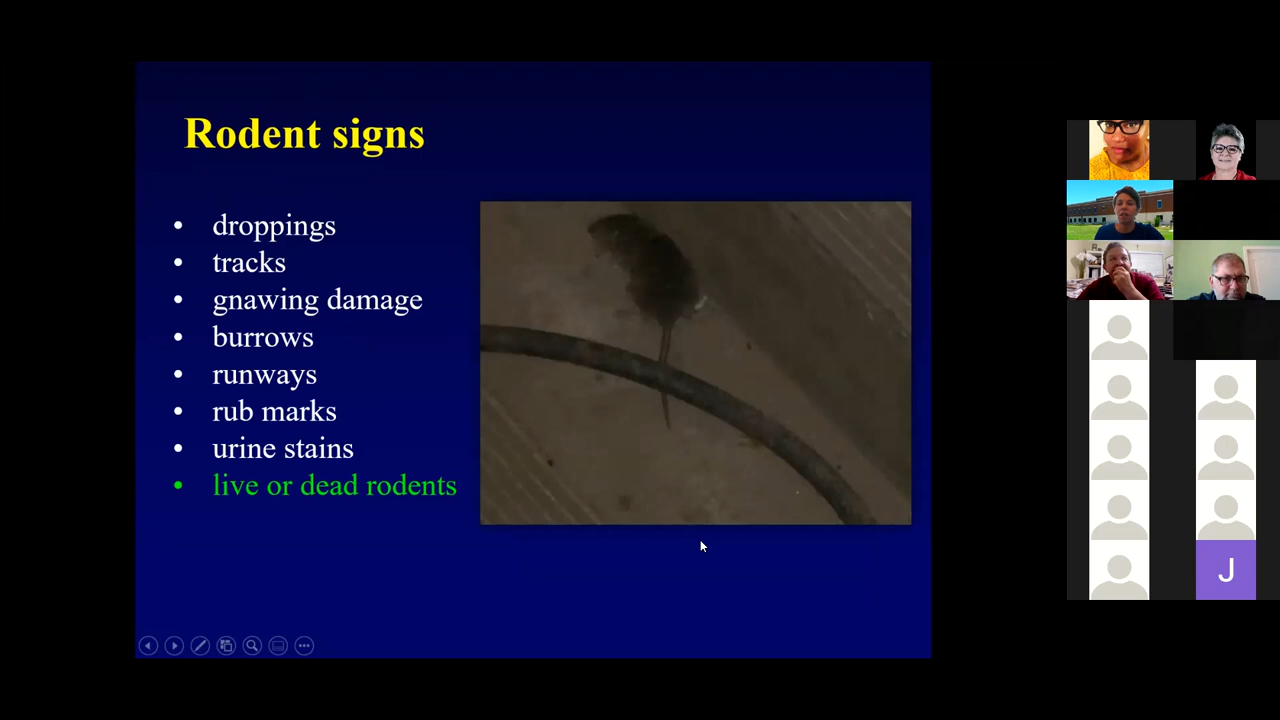 Rodent signs
• droppings
• tracks
• gnawing damage
• burrows
• runways
• rub marks
• urine stains
• live or dead rodents
J